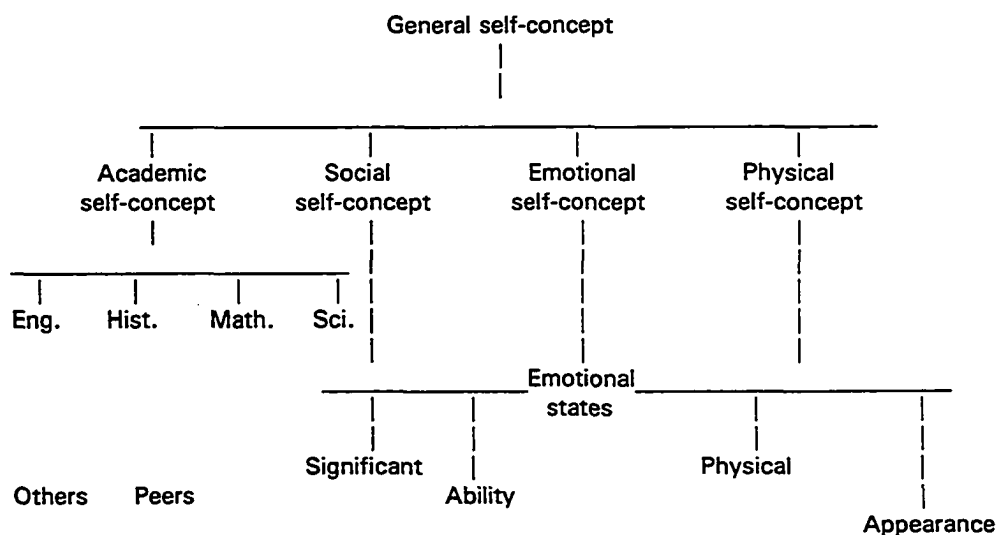 General self-concept
Academic Social Emotional Physical
self-concept self-concept self-concept self-concept
Eng. Hist. Math. Sci.
Emotional
states
Significant Physical
Others Peers Ability
Appearance